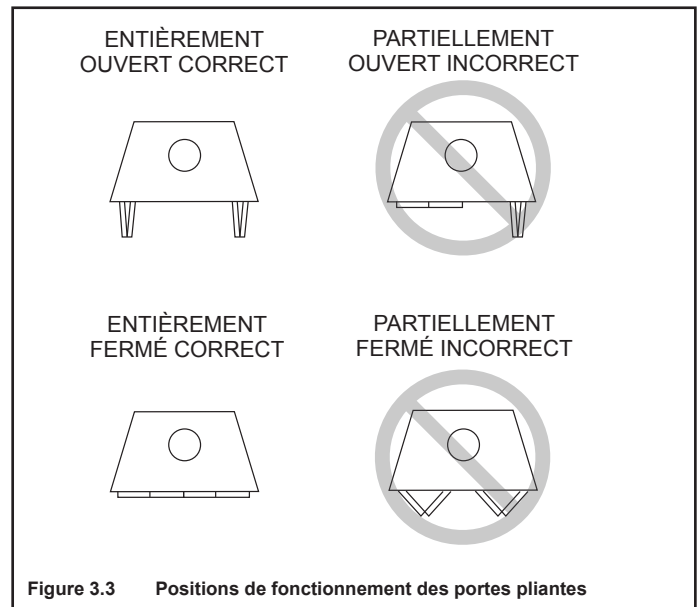 ENTIÈREMENT
OUVERT CORRECT
PARTIELLEMENT
OUVERT INCORRECT
ENTIÈREMENT
FERMÉ CORRECT
PARTIELLEMENT
FERMÉ INCORRECT
Figure 3.3 Positions de fonctionnement des portes pliantes